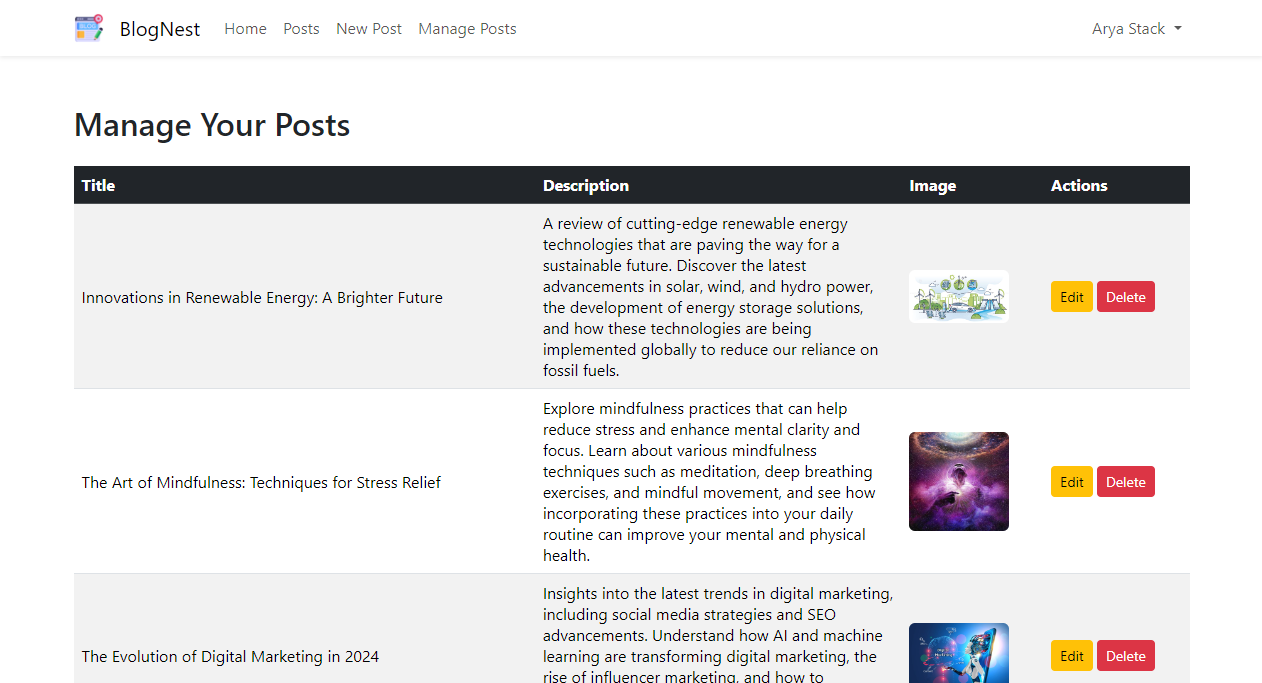 BlogNest Home Posts New Post Manage Posts Arya Stack
Manage Your Posts
Title Description Image Actions
Innovations in Renewable Energy: A Brighter Future
A review of cutting-edge renewable energy
technologies that are paving the way for a
sustainable future. Discover the latest
advancements in solar, wind, and hydro power,
the development of energy storage solutions,
and how these technologies are being
implemented globally to reduce our reliance on
fossil fuels.
Edit Delete
The Art of Mindfulness: Techniques for Stress Relief
Explore mindfulness practices that can help
reduce stress and enhance mental clarity and
focus. Learn about various mindfulness
techniques such as meditation, deep breathing
exercises, and mindful movement, and see how
incorporating these practices into your daily
routine can improve your mental and physical
health.
Edit Delete
The Evolution of Digital Marketing in 2024
Insights into the latest trends in digital marketing,
including social media strategies and SEO
advancements. Understand how AI and machine
learning are transforming digital marketing, the
rise of influencer marketing, and how to
Edit Delete